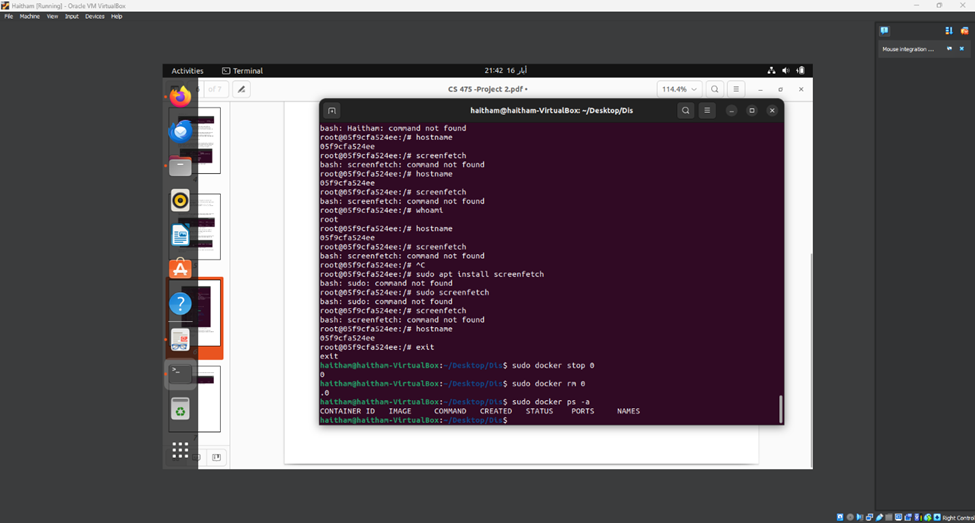 Haitham [Running] - Oracle VM VirtualBox
File Machine View Input Devices Help
Mouse integration ....
Activities Terminal 21:42 16 أيار
of 7 CS 475 -Project 2.pdf • 114.4%
haitham@haitham-VirtualBox: ~/Desktop/Dis
bash: Haitham: command not found
root@05f9cfa524ee:/# hostname
05f9cfa524ee
root@05f9cfa524ee:/# screenfetch
bash: screenfetch: command not found
root@05f9cfa524ee:/# hostname
05f9cfa524ee
root@05f9cfa524ee:/# screenfetch
bash: screenfetch: command not found
root@05f9cfa524ee:/# whoami
root
root@05f9cfa524ee:/# hostname
05f9cfa524ee
root@05f9cfa524ee:/# screenfetch
bash: screenfetch: command not found
root@05f9cfa524ee:/# ^C
root@05f9cfa524ee:/# sudo apt install screenfetch
bash: sudo: command not found
root@05f9cfa524ee:/# sudo screenfetch
bash: sudo: command not found
root@05f9cfa524ee:/# screenfetch
bash: screenfetch: command not found
root@05f9cfa524ee:/# hostname
05f9cfa524ee
root@05f9cfa524ee:/# exit
exit
haitham@haitham-VirtualBox:~/Desktop/Dis$ sudo docker stop 0
0
haitham@haitham-VirtualBox:~/Desktop/Dis$ sudo docker rm 0
.0
haitham@haitham-VirtualBox:~/Desktop/Dis$ sudo docker ps -a
CONTAINER ID IMAGE COMMAND CREATED STATUS PORTS NAMES
haitham@haitham-VirtualBox:~/Desktop/Dis$
Right Control